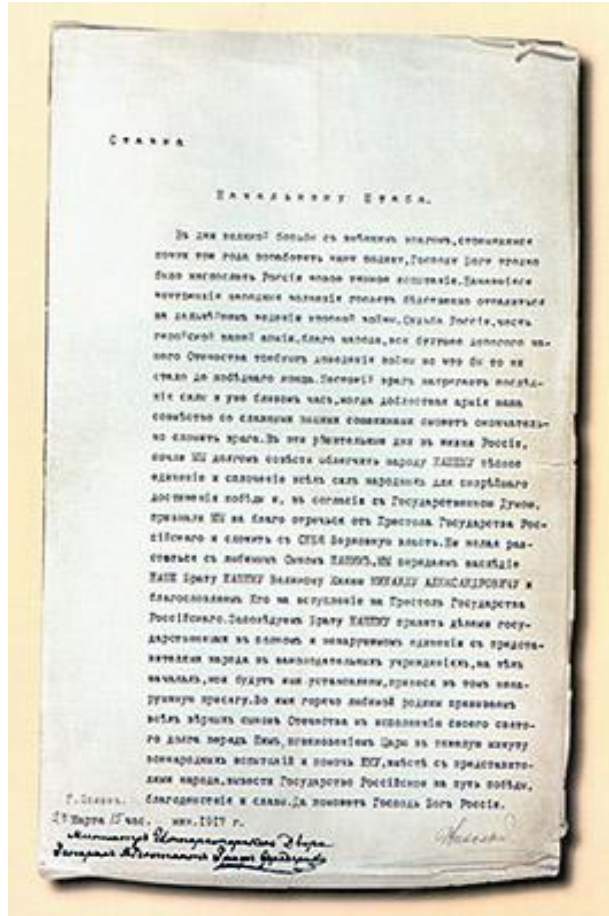 Ставка
Начальнику Штаба.
Въ дни великой борьбы съ внѣшнимъ врагомъ, стремящимся
почти три года поработить нашу родину, Господу Богу угодно
было ниспослать Россіи новое тяжкое испытаніе. Начавшіяся
внутреннія народныя волненія грозятъ бѣдственно отразиться
на дальнѣйшемъ веденіи упорной войны. Судьба Россіи, честь
геройской нашей арміи, благо народа, все будущее дорогого на-
шего Отечества требуютъ доведенія войны во что бы то ни
стало до побѣднаго конца. Жестокій врагъ напрягаетъ послѣд-
нія силы и уже близокъ часъ, когда доблестная армія наша
совмѣстно со славными нашими союзниками сможетъ окончатель-
но сломить врага. Въ эти рѣшительные дни въ жизни Россіи,
почли МЫ долгомъ совѣсти облегчить народу НАШЕМУ тѣсное
единеніе и сплоченіе всѣхъ силъ народныхъ для скорѣйшаго
достиженія побѣды и, въ согласіи съ Государственною Думою,
признали МЫ за благо отречься отъ Престола Государства Рос-
сійскаго и сложить съ СЕБЯ Верховную власть. Не желая раз-
статься съ любимымъ Сыномъ НАШИМЪ, МЫ передаемъ наслѣдіе
НАШЕ Брату НАШЕМУ Великому Князю МИХАИЛУ АЛЕКСАНДРОВИЧУ и
благословляемъ Его на вступленіе на Престолъ Государства
Россійскаго. Заповѣдуемъ Брату НАШЕМУ править дѣлами госу-
дарственными въ полномъ и ненарушимомъ единеніи съ представи-
телями народа въ законодательныхъ учрежденіяхъ, на тѣхъ
началахъ, кои будутъ ими установлены, принеся въ томъ нена-
рушимую присягу. Во имя горячо любимой родины призываемъ
всѣхъ вѣрныхъ сыновъ Отечества къ исполненію своего свято-
го долга передъ Нимъ, повиновеніемъ Царю въ тяжелую минуту
всенародныхъ испытаній и помочь ЕМУ, вмѣстѣ съ представите-
лями народа, вывести Государство Россійское на путь побѣды,
благоденствія и славы. Да поможетъ Господь Богъ Россіи.
Г. Псковъ.
2 Марта 15 час. мин. 1917 г.
Николай
Министръ Императорскаго Двора
Генералъ Адъютантъ Графъ Фредериксъ